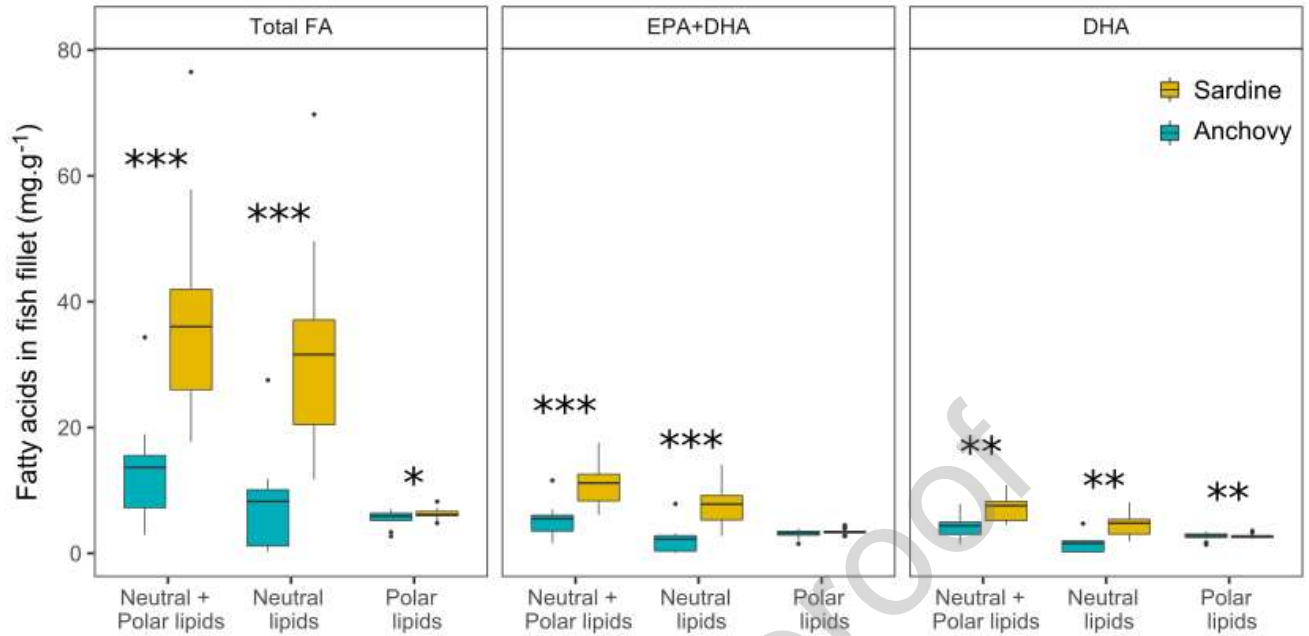 Total FA
EPA+DHA
DHA
Fatty acids in fish fillet (mg.g-1)
80
60
40
20
0
Sardine
Anchovy
***
***
*
***
***
**
**
**
Neutral +
Polar lipids
Neutral
lipids
Polar
lipids
Neutral +
Polar lipids
Neutral
lipids
Polar
lipids
Neutral +
Polar lipids
Neutral
lipids
Polar
lipids
proof